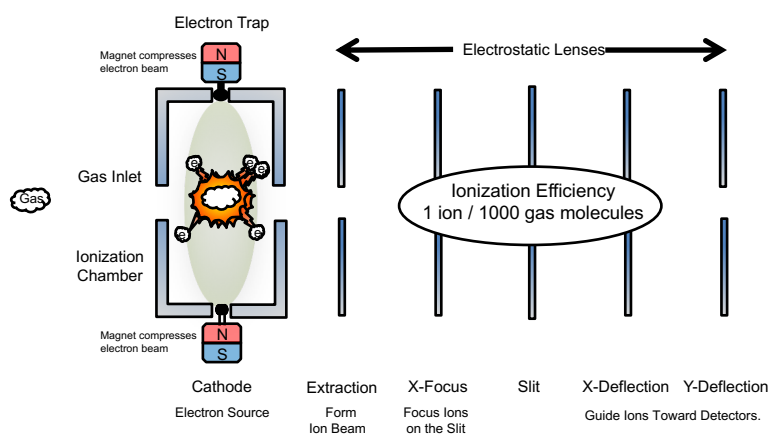 Electron Trap
Magnet compresses
electron beam
N
S
Electrostatic Lenses
Gas Inlet
Gas
e
e
e
e
e
Ionization Efficiency
1 ion / 1000 gas molecules
Ionization
Chamber
Magnet compresses
electron beam
N
S
Cathode
Extraction
X-Focus
Slit
X-Deflection
Y-Deflection
Electron Source
Form
Ion Beam
Focus Ions
on the Slit
Guide Ions Toward Detectors.